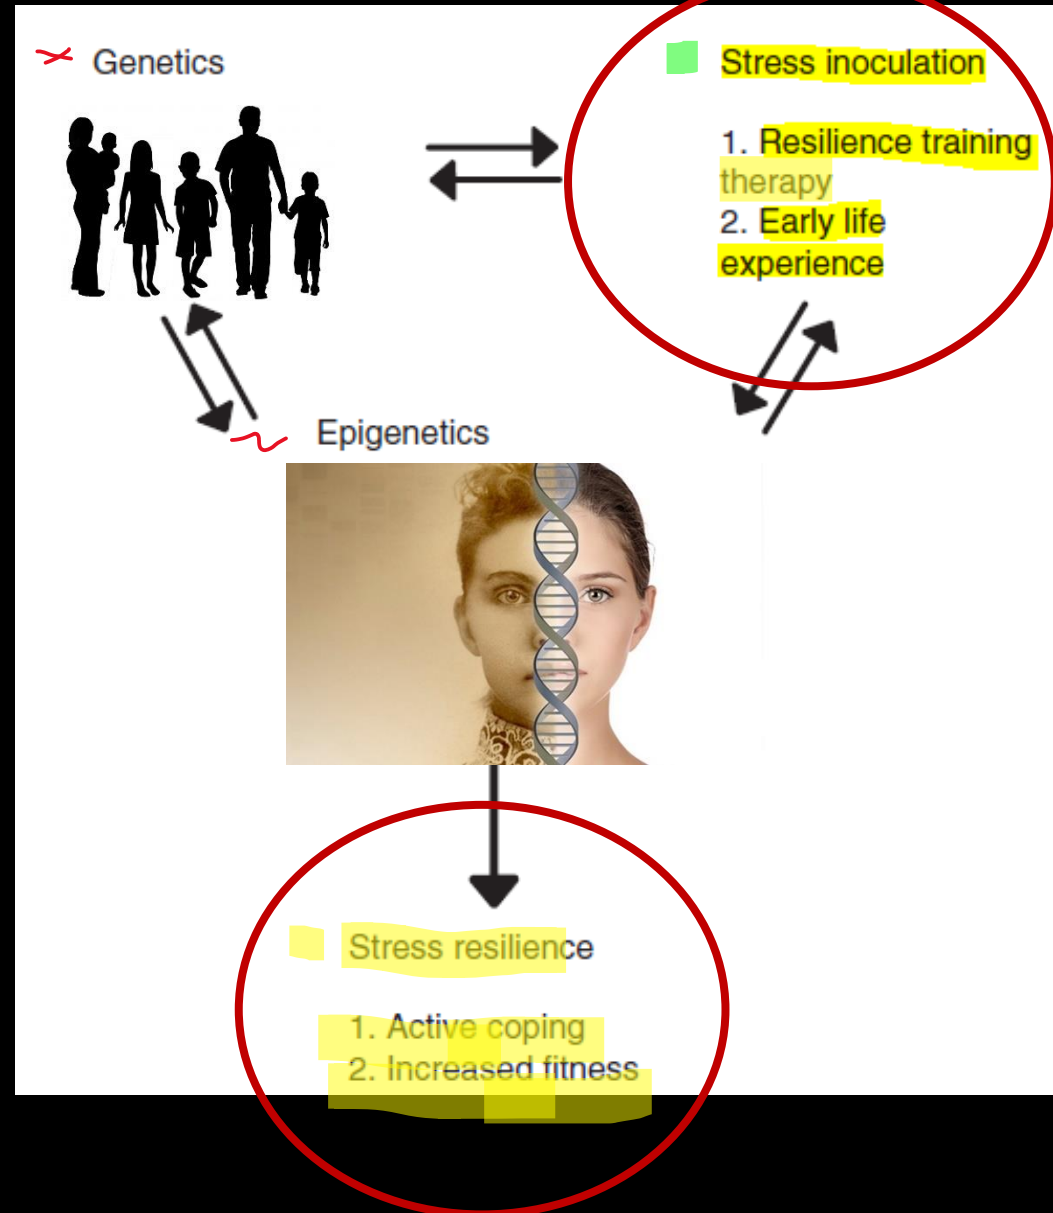 Genetics
Stress inoculation
1. Resilience training
therapy
2. Early life
experience
Epigenetics
Stress resilience
1. Active coping
2. Increased fitness